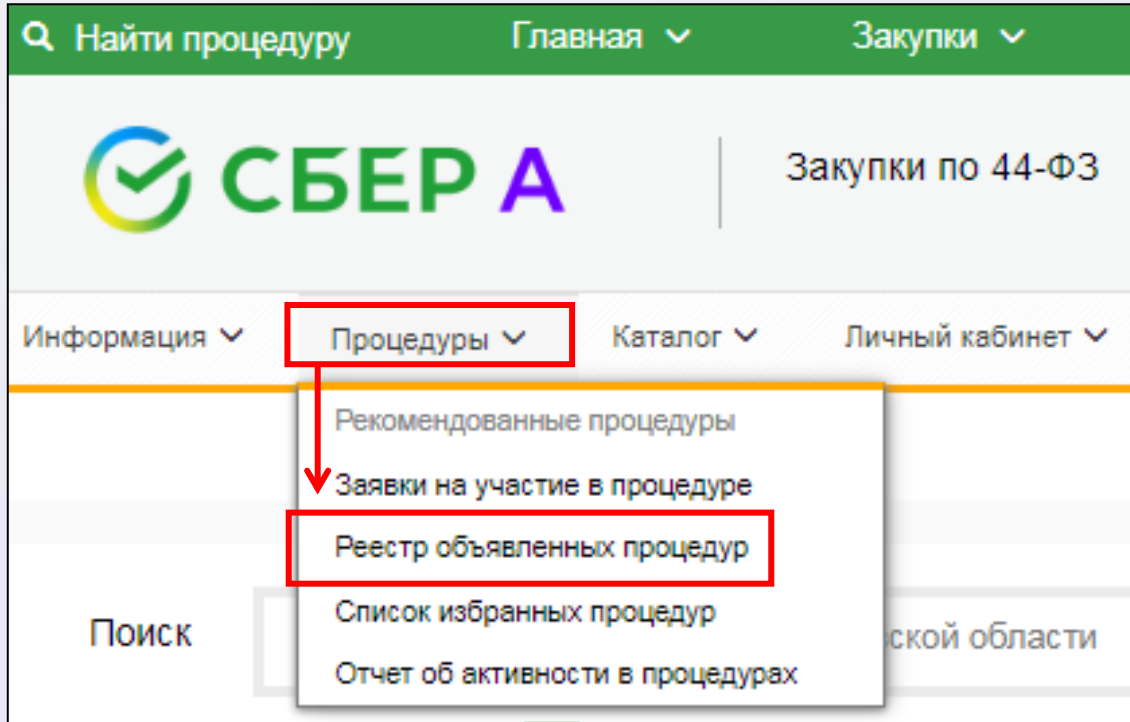 Найти процедуру Главная Закупки
СБЕР А Закупки по 44-ФЗ
Информация Процедуры Каталог Личный кабинет
Рекомендованные процедуры
Заявки на участие в процедуре
Реестр объявленных процедур
Список избранных процедур
Поиск ской области
Отчет об активности в процедурах